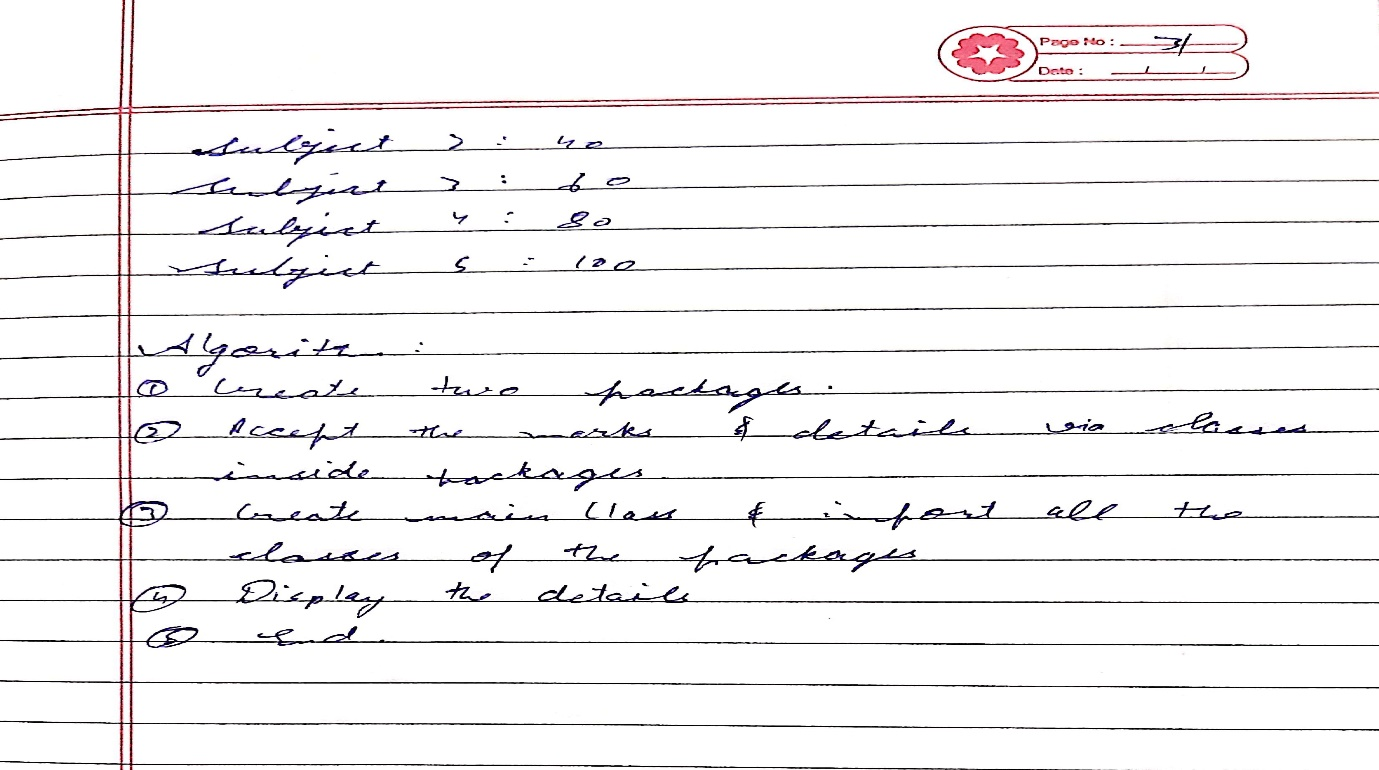 Page No : 31
Date : / /
Subject 2 : 40
Subject 3 : 60
Subject 4 : 80
Subject 5 : 100
Algorithm :
① Create two packages.
② Accept the marks & details via classes
inside packages.
③ Create main Class & import all the
classes of the packages
④ Display the details
⑤ End.